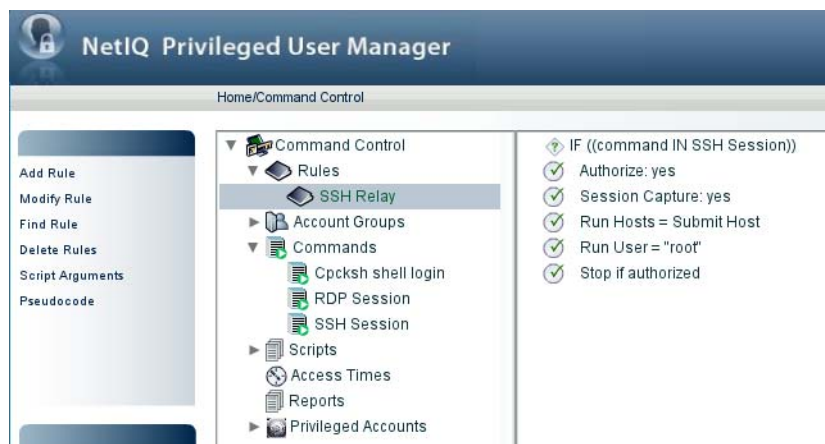 NetIQ Privileged User Manager
Home/Command Control
Add Rule
Modify Rule
Find Rule
Delete Rules
Script Arguments
Pseudocode
Command Control
Rules
SSH Relay
Account Groups
Commands
Cpcksh shell login
RDP Session
SSH Session
Scripts
Access Times
Reports
Privileged Accounts
IF ((command IN SSH Session))
Authorize: yes
Session Capture: yes
Run Hosts = Submit Host
Run User = "root"
Stop if authorized